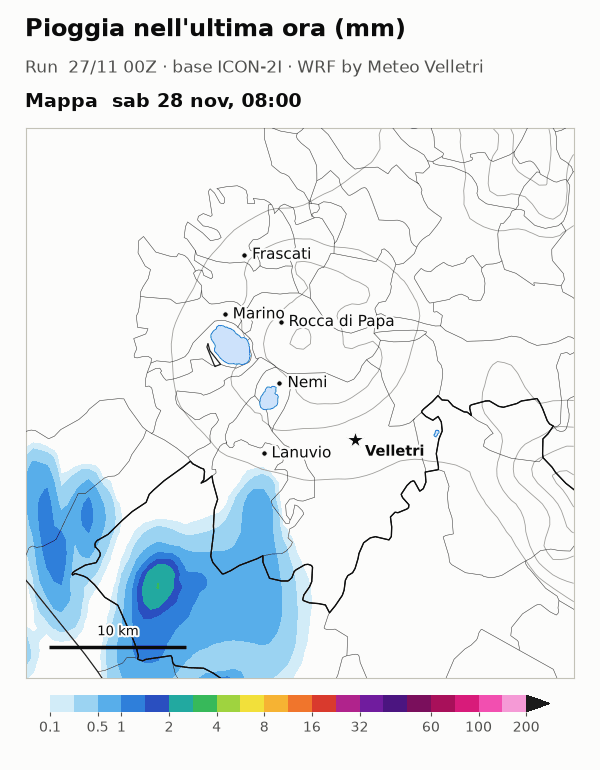 Pioggia nell'ultima ora (mm)
Run  27/11 00Z · base ICON-2I · WRF by Meteo Velletri
Mappa  sab 28 nov, 08:00
Frascati
Marino
Rocca di Papa
Nemi
Velletri
Lanuvio
10 km
0.1 0.5 1 2 4 8 16 32 60 100 200